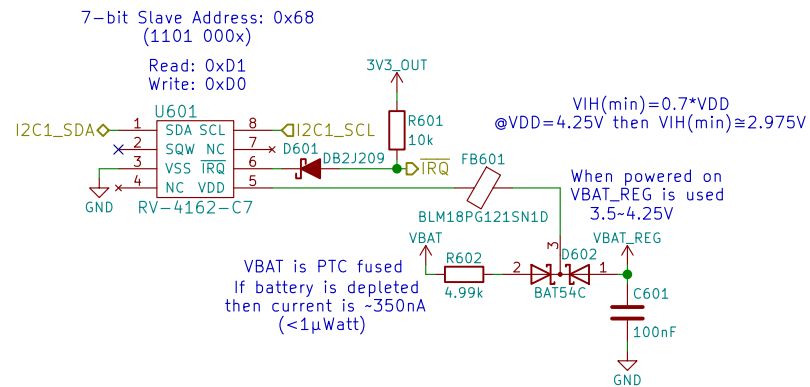 7-bit Slave Address: 0x68
(1101 000x)
Read: 0xD1
Write: 0xD0
U601
I2C1_SDA
1 SDA SCL 8
I2C1_SCL
2 SQW NC 7
3 VSS IRQ 6
4 NC VDD 5
RV-4162-C7
GND
3V3_OUT
R601
10k
D601
DB2J209
IRQ
VIH(min)=0.7*VDD
@VDD=4.25V then VIH(min)≅2.975V
FB601
BLM18PG121SN1D
When powered on
VBAT_REG is used
3.5~4.25V
VBAT
R602
4.99k
3
D602
2
1
BAT54C
VBAT_REG
C601
100nF
GND
VBAT is PTC fused
If battery is depleted
then current is ~350nA
(<1µWatt)